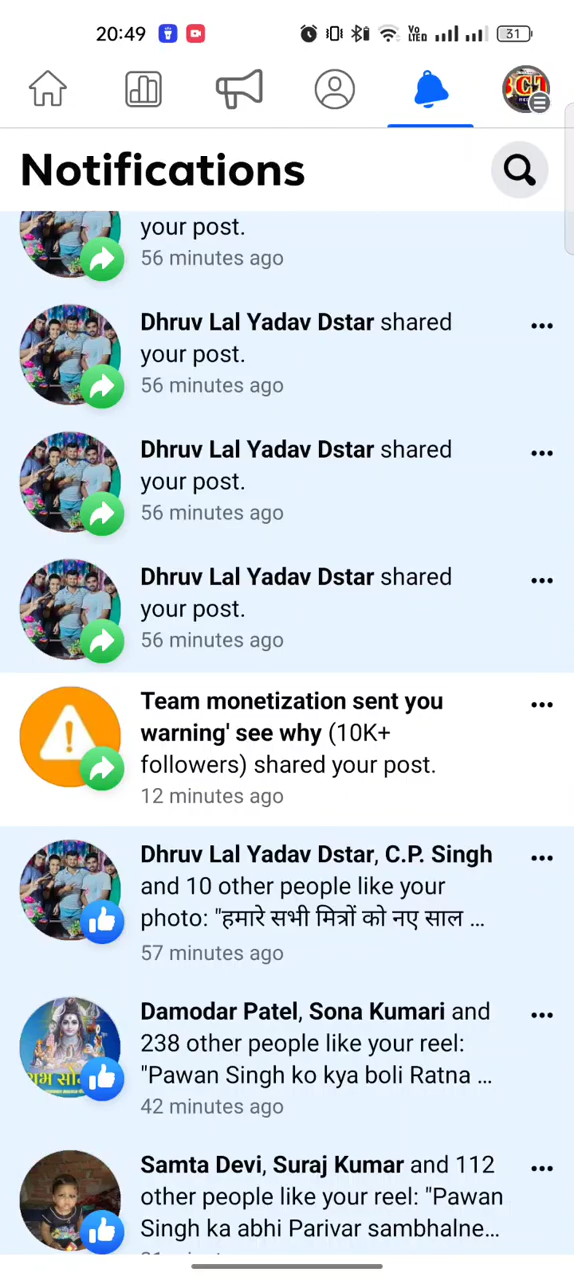 20:49
Vo
LTED
31
Notifications
your post.
56 minutes ago
Dhruv Lal Yadav Dstar shared
your post.
56 minutes ago
Dhruv Lal Yadav Dstar shared
your post.
56 minutes ago
Dhruv Lal Yadav Dstar shared
your post.
56 minutes ago
Team monetization sent you
warning' see why (10K+
followers) shared your post.
12 minutes ago
Dhruv Lal Yadav Dstar, C.P. Singh
and 10 other people like your
photo: "हमारे सभी मित्रों को नए साल ...
57 minutes ago
Damodar Patel, Sona Kumari and
238 other people like your reel:
"Pawan Singh ko kya boli Ratna ...
42 minutes ago
Samta Devi, Suraj Kumar and 112
other people like your reel: "Pawan
Singh ka abhi Parivar sambhalne...